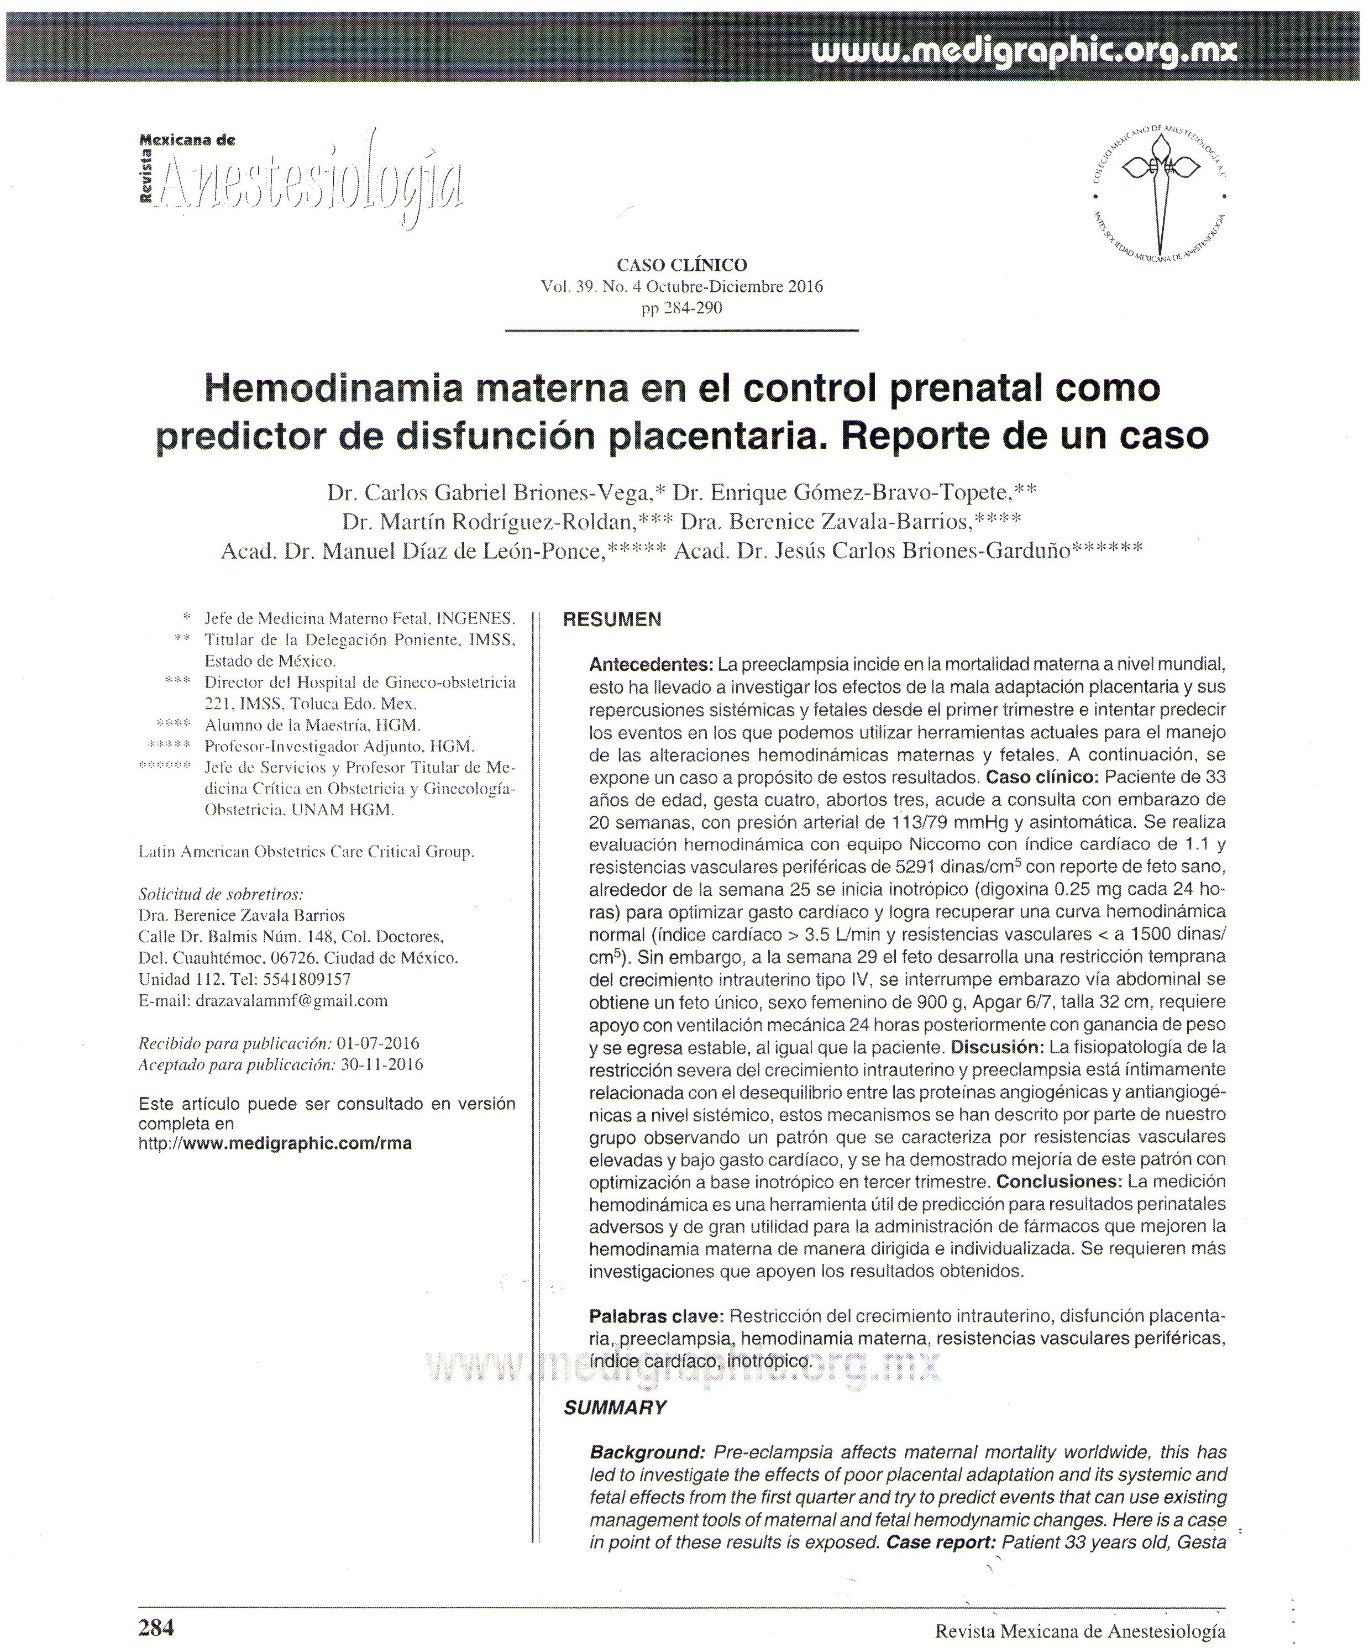 www.medigraphic.org.mx
Revista
Mexicana de
Anestesiología
COLEGIO MEXICANO DE ANESTESIOLOGÍA A.C.
ANTES SOCIEDAD MEXICANA DE ANESTESIOLOGÍA
CASO CLÍNICO
Vol. 39. No. 4 Octubre-Diciembre 2016
pp 284-290
Hemodinamia materna en el control prenatal como
predictor de disfunción placentaria. Reporte de un caso
Dr. Carlos Gabriel Briones-Vega,* Dr. Enrique Gómez-Bravo-Topete,**
Dr. Martín Rodríguez-Roldan,*** Dra. Berenice Zavala-Barrios,****
Acad. Dr. Manuel Díaz de León-Ponce,***** Acad. Dr. Jesús Carlos Briones-Garduño******
* Jefe de Medicina Materno Fetal, INGENES.
** Titular de la Delegación Poniente, IMSS,
Estado de México.
*** Director del Hospital de Gineco-obstetricia
221, IMSS, Toluca Edo. Mex.
**** Alumno de la Maestría, HGM.
***** Profesor-Investigador Adjunto, HGM.
****** Jefe de Servicios y Profesor Titular de Me-
dicina Crítica en Obstetricia y Ginecología-
Obstetricia. UNAM HGM.
Latin American Obstetrics Care Critical Group.
Solicitud de sobretiros:
Dra. Berenice Zavala Barrios
Calle Dr. Balmis Núm. 148, Col. Doctores,
Del. Cuauhtémoc, 06726, Ciudad de México.
Unidad 112, Tel: 5541809157
E-mail: drazavalammf@gmail.com
Recibido para publicación: 01-07-2016
Aceptado para publicación: 30-11-2016
Este artículo puede ser consultado en versión
completa en
http://www.medigraphic.com/rma
RESUMEN
Antecedentes: La preeclampsia incide en la mortalidad materna a nivel mundial,
esto ha llevado a investigar los efectos de la mala adaptación placentaria y sus
repercusiones sistémicas y fetales desde el primer trimestre e intentar predecir
los eventos en los que podemos utilizar herramientas actuales para el manejo
de las alteraciones hemodinámicas maternas y fetales. A continuación, se
expone un caso a propósito de estos resultados. Caso clínico: Paciente de 33
años de edad, gesta cuatro, abortos tres, acude a consulta con embarazo de
20 semanas, con presión arterial de 113/79 mmHg y asintomática. Se realiza
evaluación hemodinámica con equipo Niccomo con índice cardíaco de 1.1 y
resistencias vasculares periféricas de 5291 dinas/cm⁵ con reporte de feto sano,
alrededor de la semana 25 se inicia inotrópico (digoxina 0.25 mg cada 24 ho-
ras) para optimizar gasto cardíaco y logra recuperar una curva hemodinámica
normal (índice cardíaco > 3.5 L/min y resistencias vasculares < a 1500 dinas/
cm⁵). Sin embargo, a la semana 29 el feto desarrolla una restricción temprana
del crecimiento intrauterino tipo IV, se interrumpe embarazo vía abdominal se
obtiene un feto único, sexo femenino de 900 g, Apgar 6/7, talla 32 cm, requiere
apoyo con ventilación mecánica 24 horas posteriormente con ganancia de peso
y se egresa estable, al igual que la paciente. Discusión: La fisiopatología de la
restricción severa del crecimiento intrauterino y preeclampsia está íntimamente
relacionada con el desequilibrio entre las proteínas angiogénicas y antiangiogé-
nicas a nivel sistémico, estos mecanismos se han descrito por parte de nuestro
grupo observando un patrón que se caracteriza por resistencias vasculares
elevadas y bajo gasto cardíaco, y se ha demostrado mejoría de este patrón con
optimización a base inotrópico en tercer trimestre. Conclusiones: La medición
hemodinámica es una herramienta útil de predicción para resultados perinatales
adversos y de gran utilidad para la administración de fármacos que mejoren la
hemodinamia materna de manera dirigida e individualizada. Se requieren más
investigaciones que apoyen los resultados obtenidos.
Palabras clave: Restricción del crecimiento intrauterino, disfunción placenta-
ria, preeclampsia, hemodinamia materna, resistencias vasculares periféricas,
índice cardíaco, inotrópico.
www.medigraphic.org.mx
SUMMARY
Background: Pre-eclampsia affects maternal mortality worldwide, this has
led to investigate the effects of poor placental adaptation and its systemic and
fetal effects from the first quarter and try to predict events that can use existing
management tools of maternal and fetal hemodynamic changes. Here is a case
in point of these results is exposed. Case report: Patient 33 years old, Gesta
284
Revista Mexicana de Anestesiología